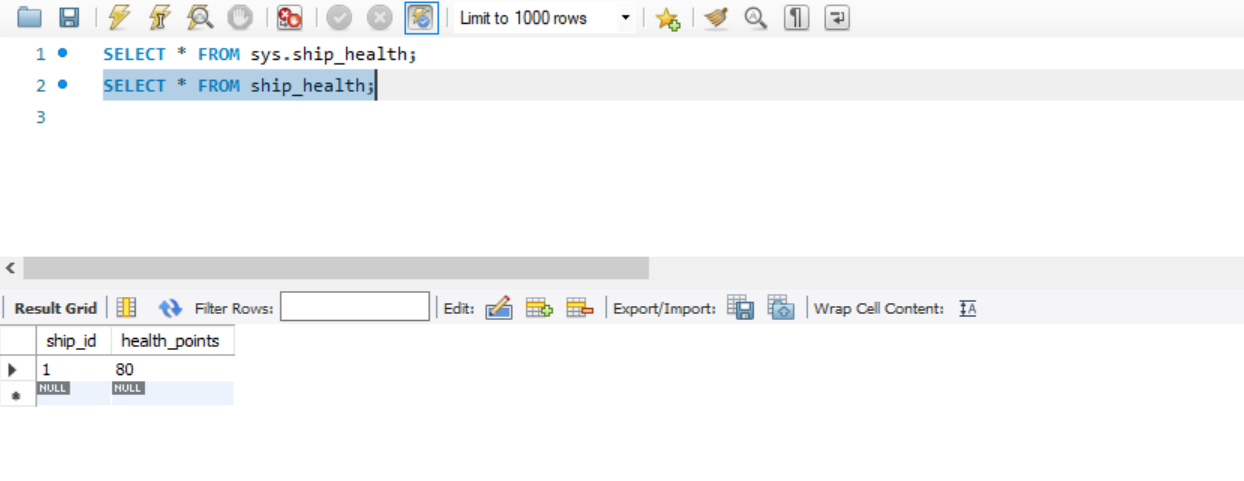 Limit to 1000 rows
1 SELECT * FROM sys.ship_health;
2 SELECT * FROM ship_health;
3
Result Grid Filter Rows: Edit: Export/Import: Wrap Cell Content: IA
ship_id health_points
1 80
NULL NULL